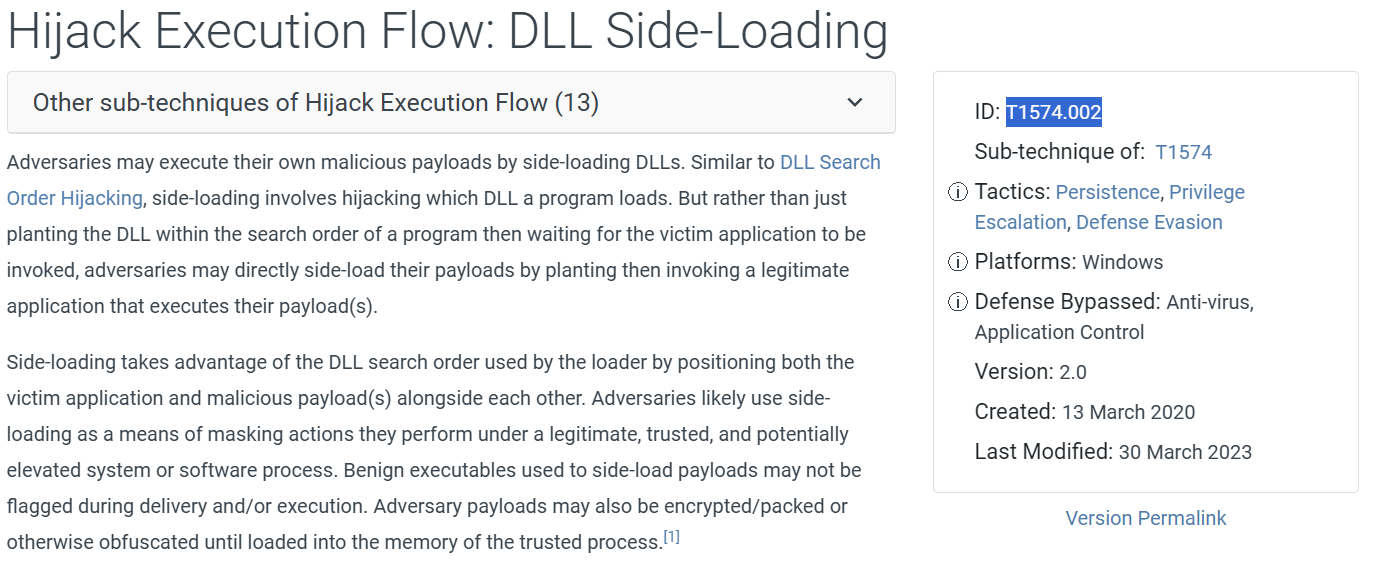 Hijack Execution Flow: DLL Side-Loading
Other sub-techniques of Hijack Execution Flow (13)
Adversaries may execute their own malicious payloads by side-loading DLLs. Similar to DLL Search
Order Hijacking, side-loading involves hijacking which DLL a program loads. But rather than just
planting the DLL within the search order of a program then waiting for the victim application to be
invoked, adversaries may directly side-load their payloads by planting then invoking a legitimate
application that executes their payload(s).
Side-loading takes advantage of the DLL search order used by the loader by positioning both the
victim application and malicious payload(s) alongside each other. Adversaries likely use side-
loading as a means of masking actions they perform under a legitimate, trusted, and potentially
elevated system or software process. Benign executables used to side-load payloads may not be
flagged during delivery and/or execution. Adversary payloads may also be encrypted/packed or
otherwise obfuscated until loaded into the memory of the trusted process.[1]
ID: T1574.002
Sub-technique of: T1574
Tactics: Persistence, Privilege
Escalation, Defense Evasion
Platforms: Windows
Defense Bypassed: Anti-virus,
Application Control
Version: 2.0
Created: 13 March 2020
Last Modified: 30 March 2023
Version Permalink